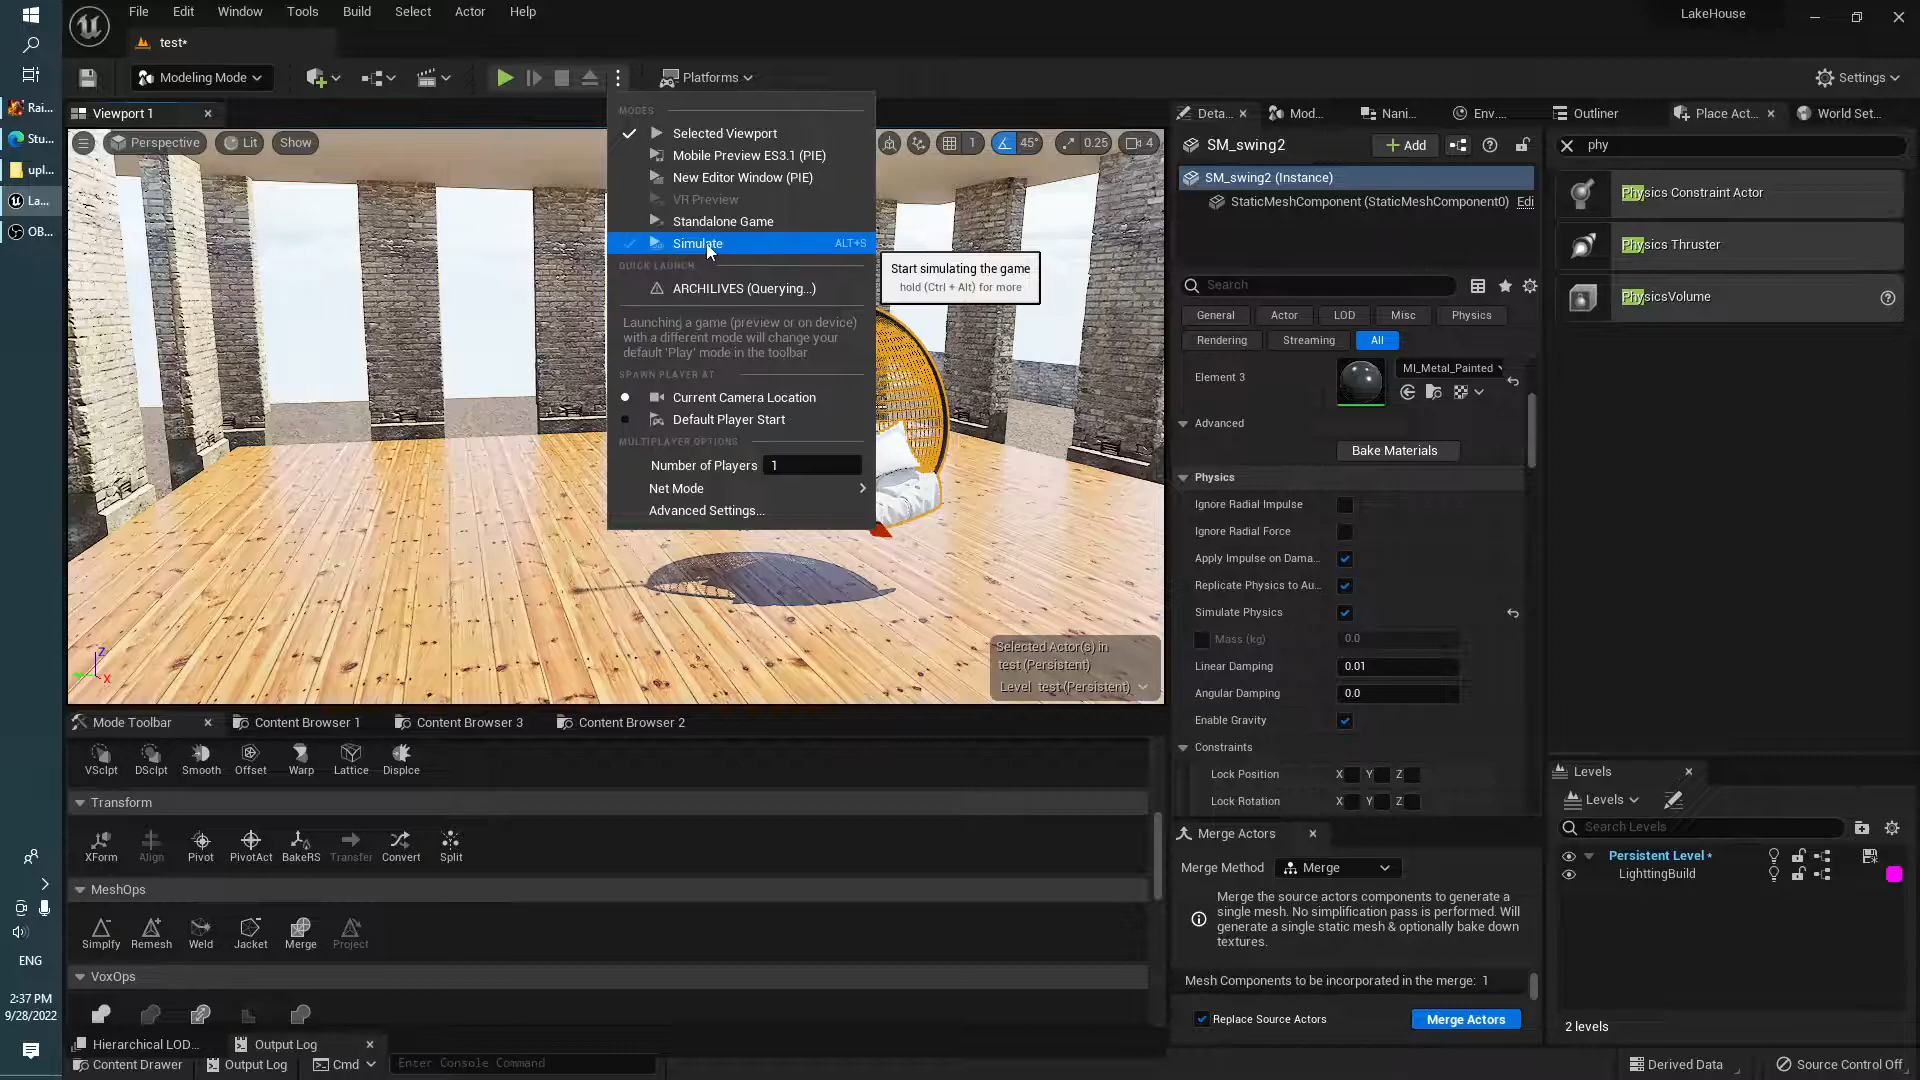 File Edit Window Tools Build Select Actor Help
LakeHouse
test*
Modeling Mode
Platforms
Settings
Rai...
Stu...
upl...
La...
OB...
Viewport 1
Perspective
Lit
Show
1
45°
0.25
4
MODES
Selected Viewport
Mobile Preview ES3.1 (PIE)
New Editor Window (PIE)
VR Preview
Standalone Game
Simulate ALT+S
QUICK LAUNCH
ARCHILIVES (Querying...)
Launching a game (preview or on device)
with a different mode will change your
default 'Play' mode in the toolbar
SPAWN PLAYER AT
Current Camera Location
Default Player Start
MULTIPLAYER OPTIONS
Number of Players 1
Net Mode
Advanced Settings...
Start simulating the game
hold (Ctrl + Alt) for more
Selected Actor(s) in
test (Persistent)
Level test (Persistent)
Z
X
Deta...
Mod...
Nani...
Env....
Outliner
Place Act...
World Set...
SM_swing2
Add
SM_swing2 (Instance)
StaticMeshComponent (StaticMeshComponent0) Edi
Search
General Actor LOD Misc Physics
Rendering Streaming All
Element 3
MI_Metal_Painted
Advanced
Bake Materials
Physics
Ignore Radial Impulse
Ignore Radial Force
Apply Impulse on Dama...
Replicate Physics to Au...
Simulate Physics
Mass (kg) 0.0
Linear Damping 0.01
Angular Damping 0.0
Enable Gravity
Constraints
Lock Position X Y Z
Lock Rotation X Y Z
Merge Actors
Merge Method Merge
Merge the source actors components to generate a
single mesh. No simplification pass is performed. Will
generate a single static mesh & optionally bake down
textures.
Mesh Components to be incorporated in the merge: 1
Replace Source Actors
Merge Actors
phy
Physics Constraint Actor
Physics Thruster
PhysicsVolume
Levels
Levels
Search Levels
Persistent Level *
LighttingBuild
2 levels
Mode Toolbar
Content Browser 1
Content Browser 3
Content Browser 2
VSclpt DSclpt Smooth Offset Warp Lattice Displce
Transform
XForm Align Pivot PivotAct BakeRS Transfer Convert Split
MeshOps
Simplfy Remesh Weld Jacket Merge Project
VoxOps
Hierarchical LOD...
Output Log
Content Drawer
Output Log
Cmd
Enter Console Command
Derived Data
Source Control Off
ENG
2:37 PM
9/28/2022